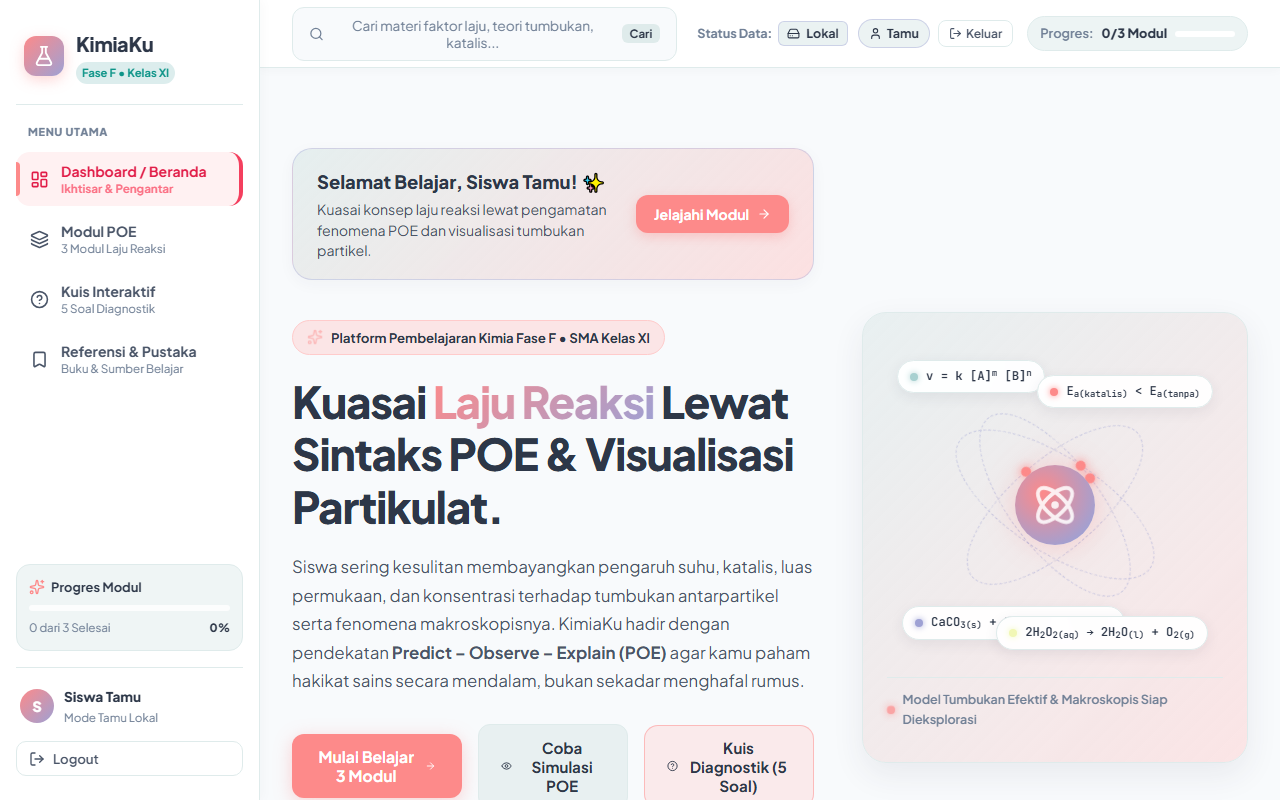 KimiaKu
Fase F • Kelas XI
MENU UTAMA
Dashboard / Beranda
Ikhtisar & Pengantar
Modul POE
3 Modul Laju Reaksi
Kuis Interaktif
5 Soal Diagnostik
Referensi & Pustaka
Buku & Sumber Belajar
Progres Modul
0 dari 3 Selesai 0%
S
Siswa Tamu
Mode Tamu Lokal
Logout
Cari materi faktor laju, teori tumbukan,
katalis...
Cari
Status Data: Lokal Tamu Keluar Progres: 0/3 Modul
Selamat Belajar, Siswa Tamu! ✨
Kuasai konsep laju reaksi lewat pengamatan
fenomena POE dan visualisasi tumbukan
partikel.
Jelajahi Modul →
Platform Pembelajaran Kimia Fase F • SMA Kelas XI
Kuasai Laju Reaksi Lewat
Sintaks POE & Visualisasi
Partikulat.
Siswa sering kesulitan membayangkan pengaruh suhu, katalis, luas
permukaan, dan konsentrasi terhadap tumbukan antarpartikel
serta fenomena makroskopisnya. KimiaKu hadir dengan
pendekatan Predict – Observe – Explain (POE) agar kamu paham
hakikat sains secara mendalam, bukan sekadar menghafal rumus.
Mulai Belajar
3 Modul →
Coba
Simulasi
POE
Kuis
Diagnostik (5
Soal)
v = k [A]ᵐ [B]ⁿ
Ea(katalis) < Ea(tanpa)
CaCO3(s) +
2H2O2(aq) → 2H2O(l) + O2(g)
Model Tumbukan Efektif & Makroskopis Siap
Dieksplorasi